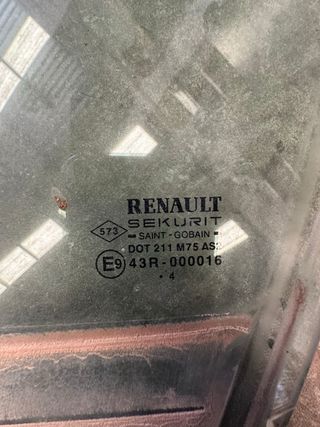 RENAULT
SEKURIT
573
SAINT - GOBAIN
DOT 211 M75 AS2
E9 43R-000016
. 4